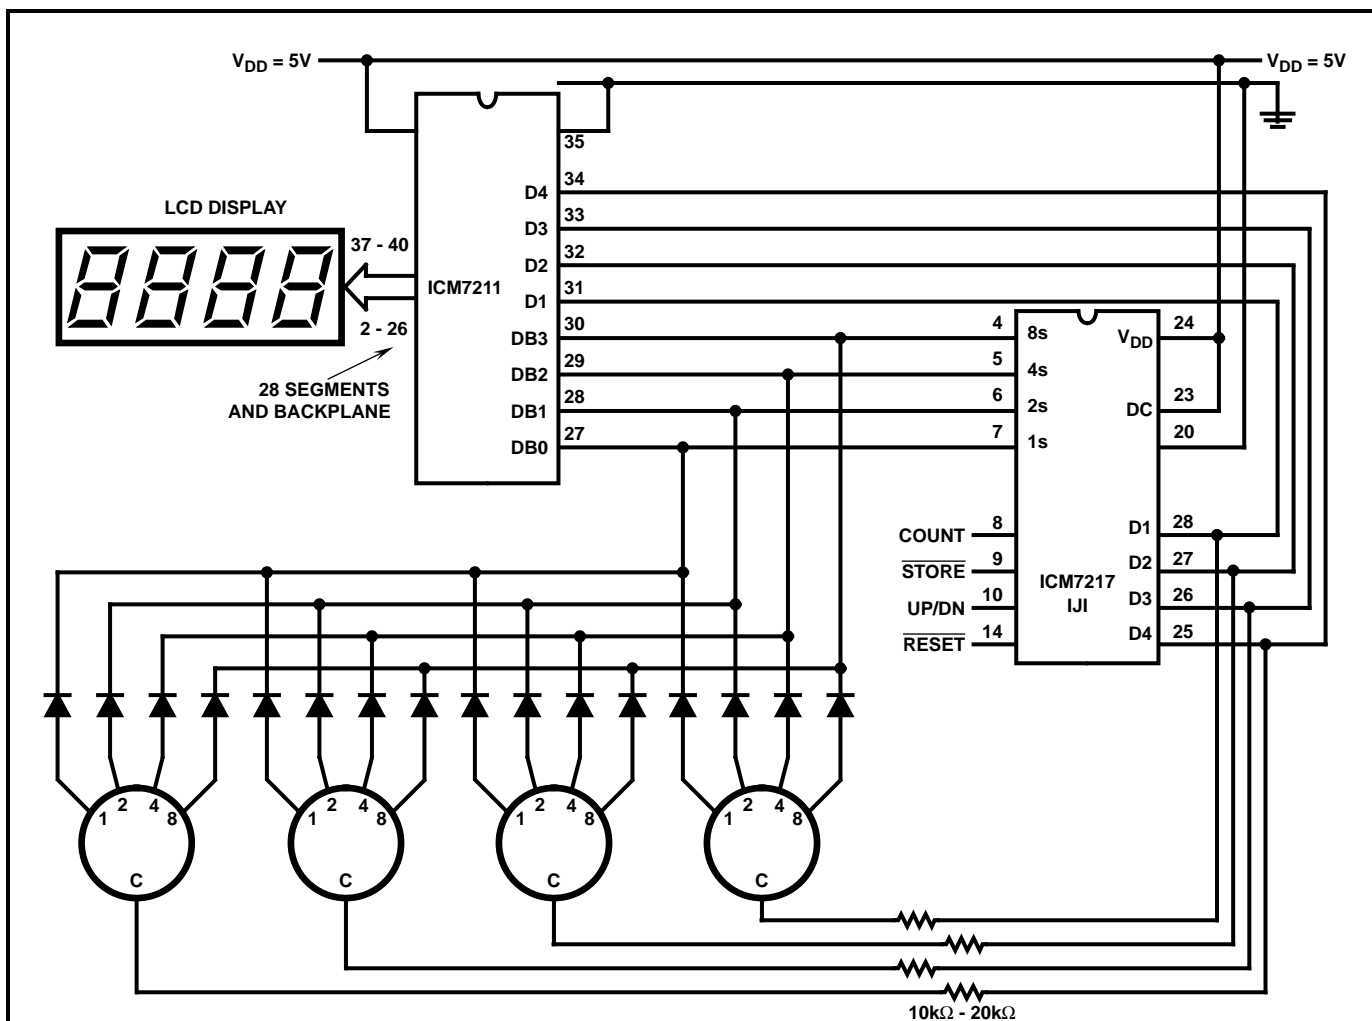 V_DD = 5V
V_DD = 5V
35
D4 34
D3 33
D2 32
D1 31
DB3 30
DB2 29
DB1 28
DB0 27
ICM7211
LCD DISPLAY
37 - 40
2 - 26
28 SEGMENTS
AND BACKPLANE
4 8s
5 4s
6 2s
7 1s
V_DD 24
DC 23
20
COUNT 8
STORE 9
UP/DN 10
RESET 14
ICM7217
IJI
D1 28
D2 27
D3 26
D4 25
1 2 4 8
C
1 2 4 8
C
1 2 4 8
C
1 2 4 8
C
10kΩ - 20kΩ